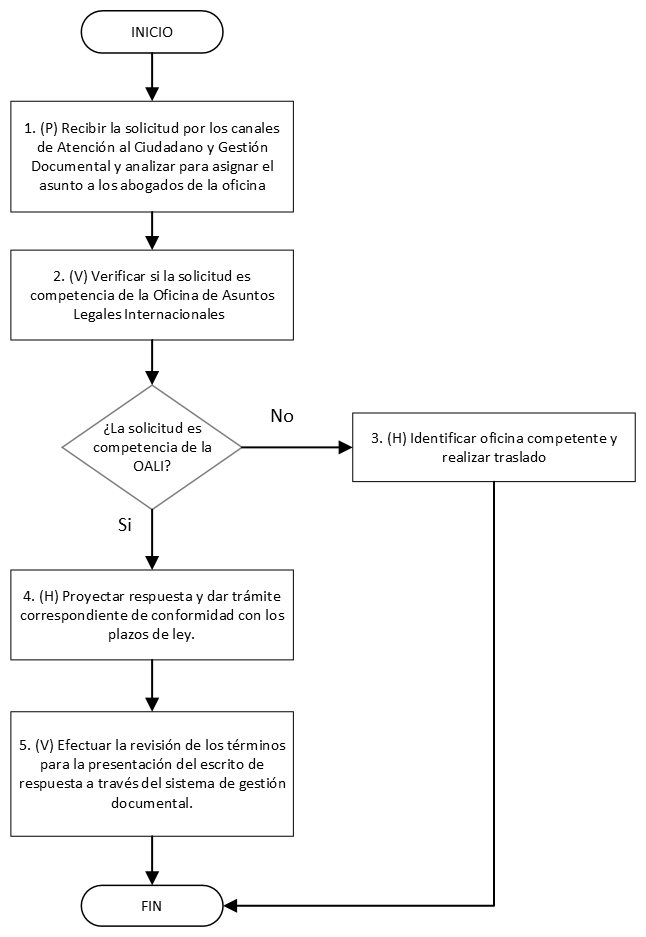 INICIO
1. (P) Recibir la solicitud por los canales
de Atención al Ciudadano y Gestión
Documental y analizar para asignar el
asunto a los abogados de la oficina
2. (V) Verificar si la solicitud es
competencia de la Oficina de Asuntos
Legales Internacionales
¿La solicitud es
competencia de la
OALI?
No
3. (H) Identificar oficina competente y
realizar traslado
Si
4. (H) Proyectar respuesta y dar trámite
correspondiente de conformidad con los
plazos de ley.
5. (V) Efectuar la revisión de los términos
para la presentación del escrito de
respuesta a través del sistema de gestión
documental.
FIN